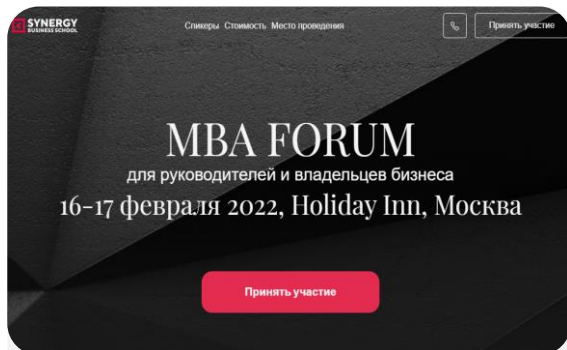 SYNERGY
BUSINESS SCHOOL
Спикеры Стоимость Место проведения
Принять участие
MBA FORUM
для руководителей и владельцев бизнеса
16-17 февраля 2022, Holiday Inn, Москва
Принять участие